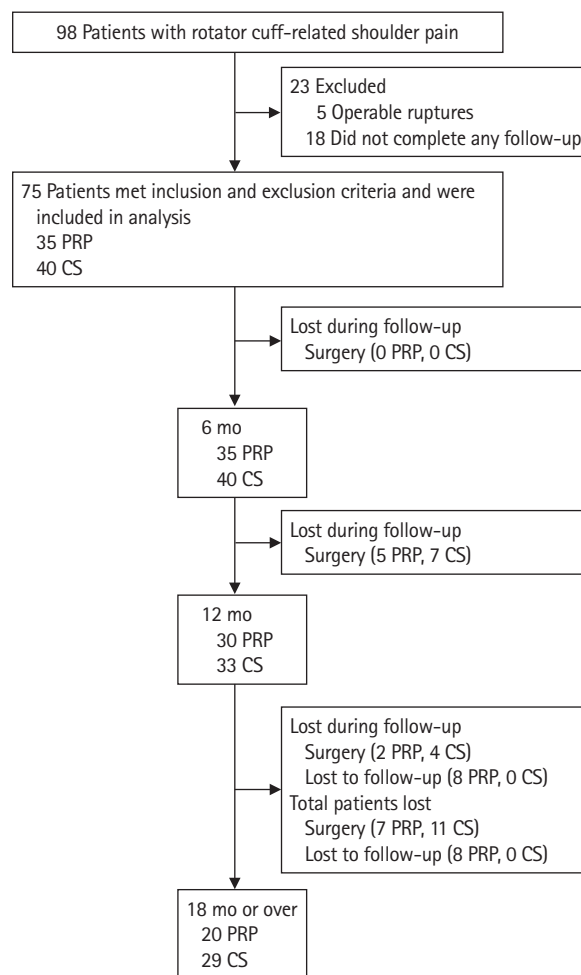 98 Patients with rotator cuff-related shoulder pain
23 Excluded
5 Operable ruptures
18 Did not complete any follow-up
75 Patients met inclusion and exclusion criteria and were
included in analysis
35 PRP
40 CS
Lost during follow-up
Surgery (0 PRP, 0 CS)
6 mo
35 PRP
40 CS
Lost during follow-up
Surgery (5 PRP, 7 CS)
12 mo
30 PRP
33 CS
Lost during follow-up
Surgery (2 PRP, 4 CS)
Lost to follow-up (8 PRP, 0 CS)
Total patients lost
Surgery (7 PRP, 11 CS)
Lost to follow-up (8 PRP, 0 CS)
18 mo or over
20 PRP
29 CS